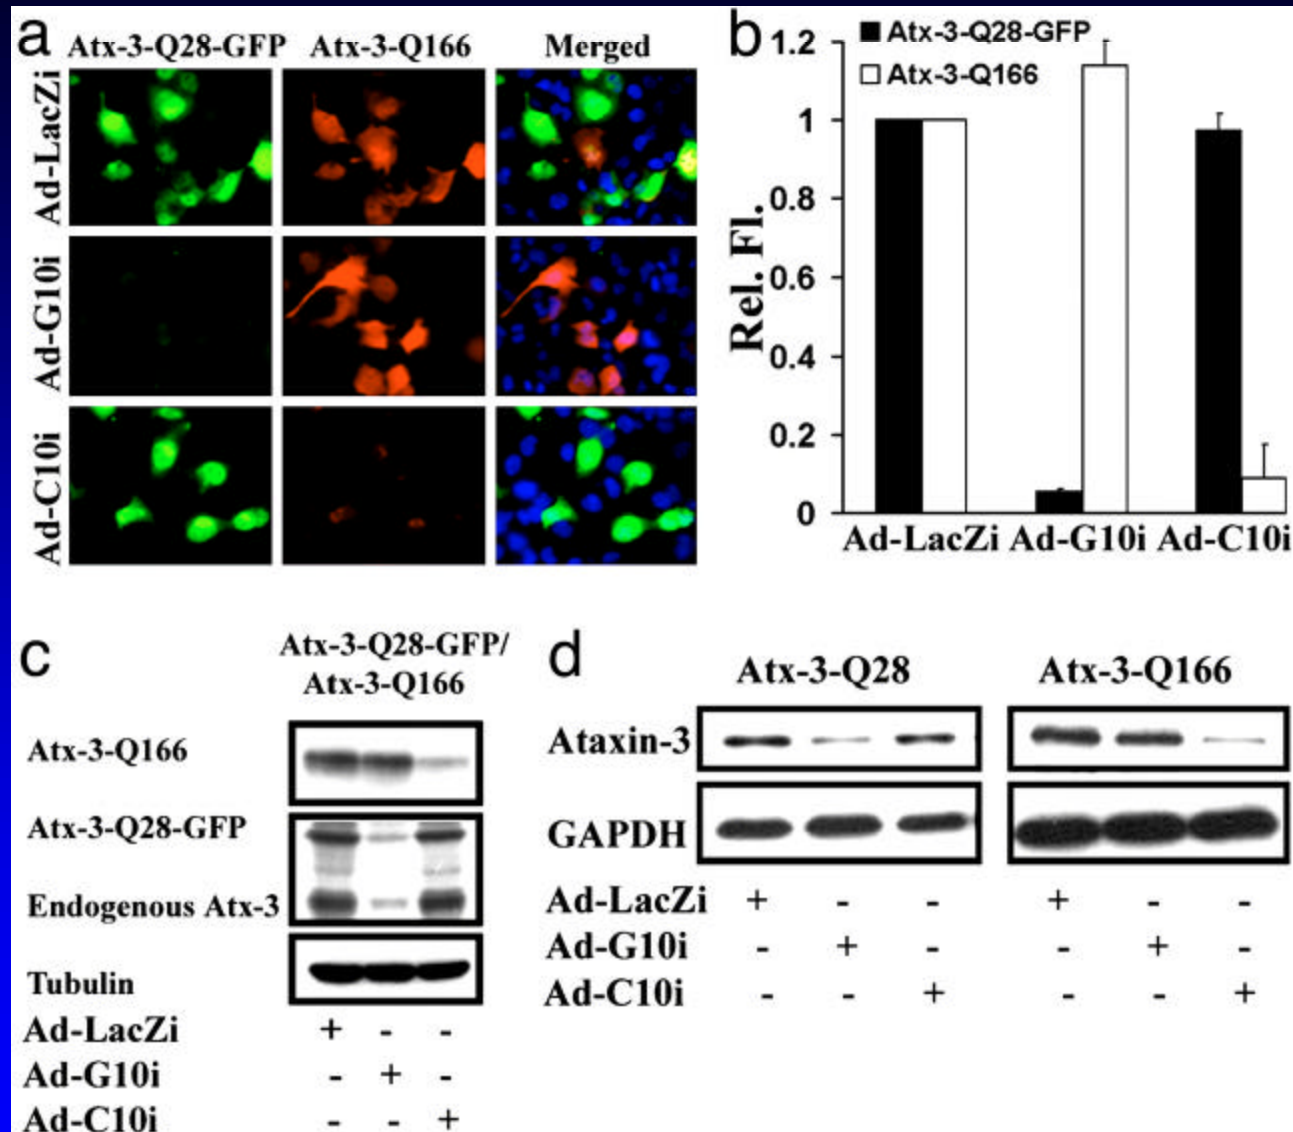 a
Atx-3-Q28-GFP Atx-3-Q166 Merged
Ad-LacZi
Ad-G10i
Ad-C10i
b
Atx-3-Q28-GFP
Atx-3-Q166
Rel. Fl.
1.2
1
0.8
0.6
0.4
0.2
0
Ad-LacZi Ad-G10i Ad-C10i
c
Atx-3-Q28-GFP/
Atx-3-Q166
Atx-3-Q166
Atx-3-Q28-GFP
Endogenous Atx-3
Tubulin
Ad-LacZi + - -
Ad-G10i - + -
Ad-C10i - - +
d
Atx-3-Q28 Atx-3-Q166
Ataxin-3
GAPDH
Ad-LacZi + - - + - -
Ad-G10i - + - - + -
Ad-C10i - - + - - +